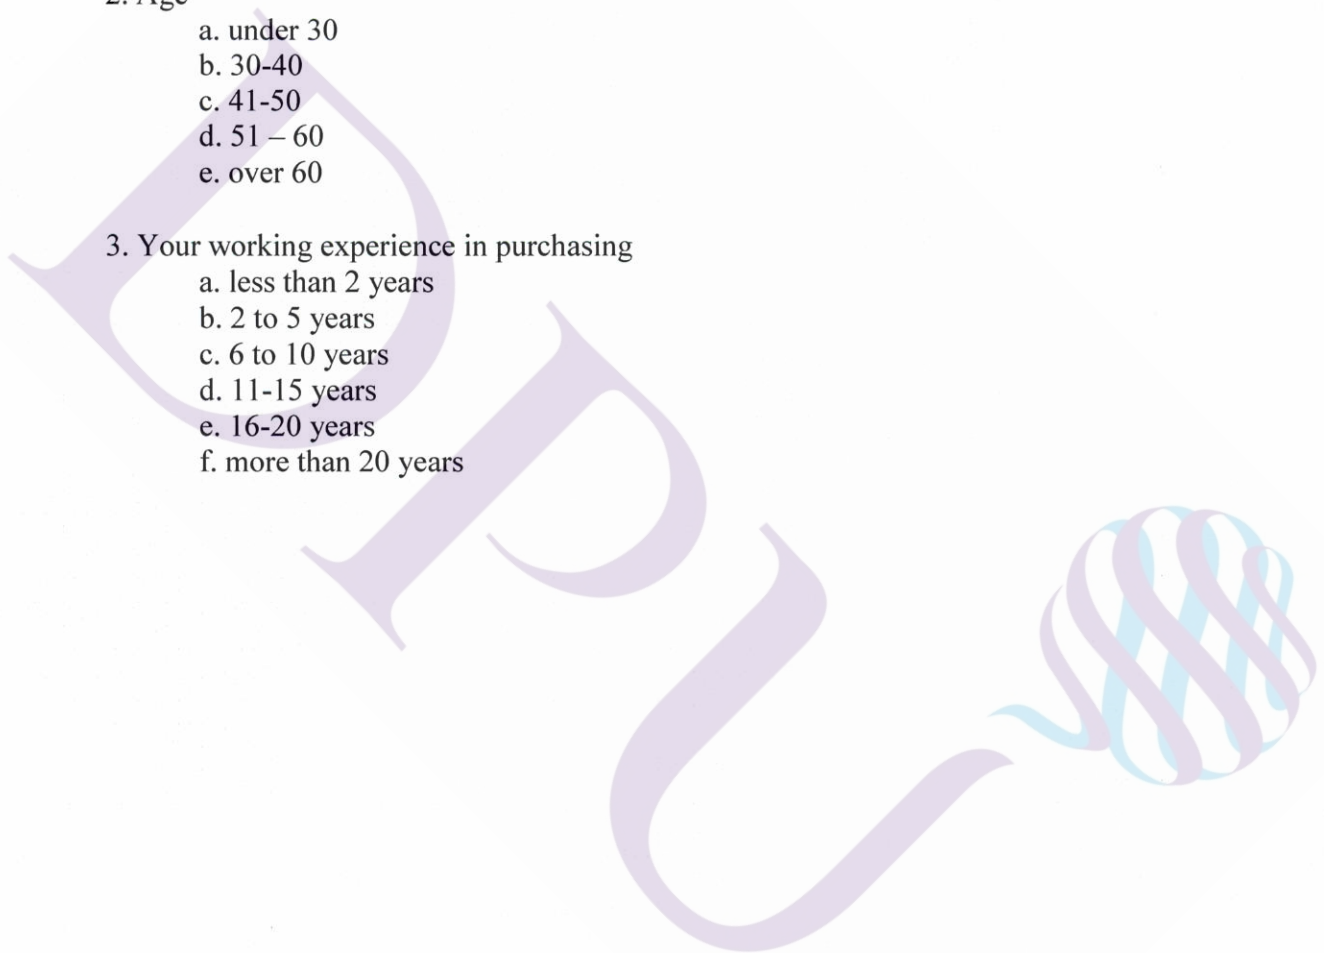 2. Age
a. under 30
b. 30-40
c. 41-50
d. 51 – 60
e. over 60
3. Your working experience in purchasing
a. less than 2 years
b. 2 to 5 years
c. 6 to 10 years
d. 11-15 years
e. 16-20 years
f. more than 20 years
DPU